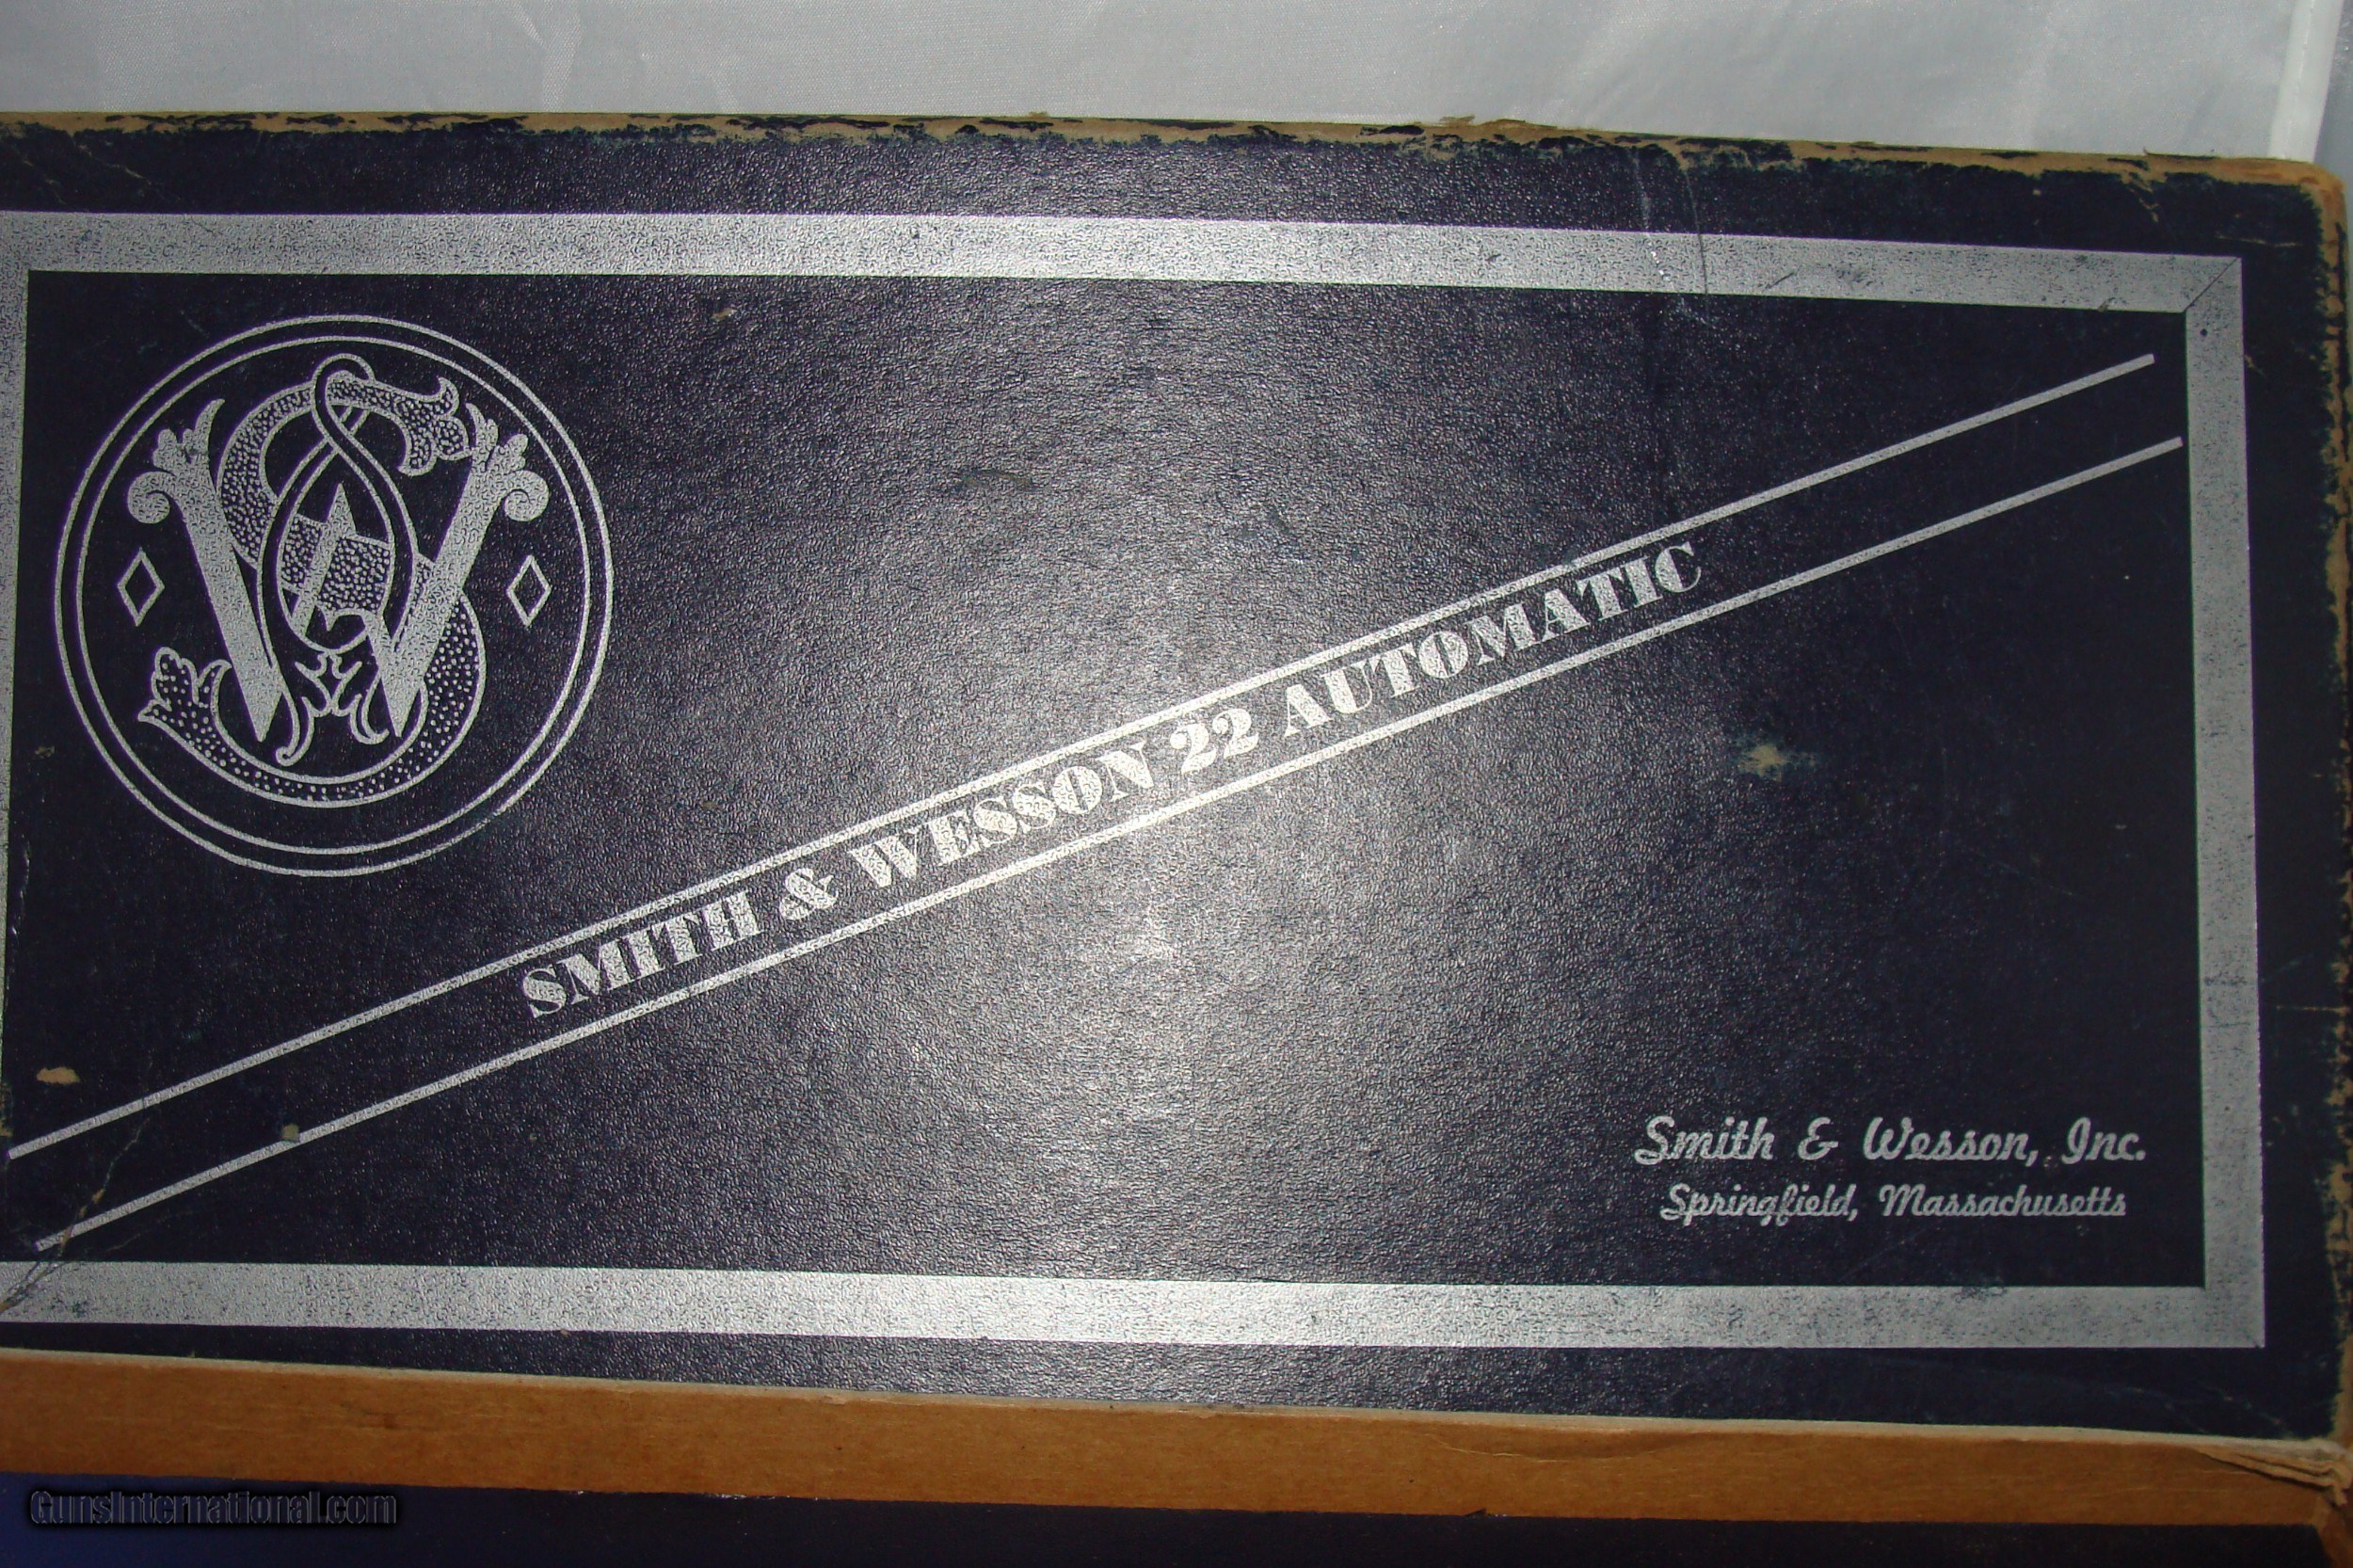 SMITH & WESSON 22 AUTOMATIC
Smith & Wesson, Inc.
Springfield, Massachusetts
GunsInternational.com